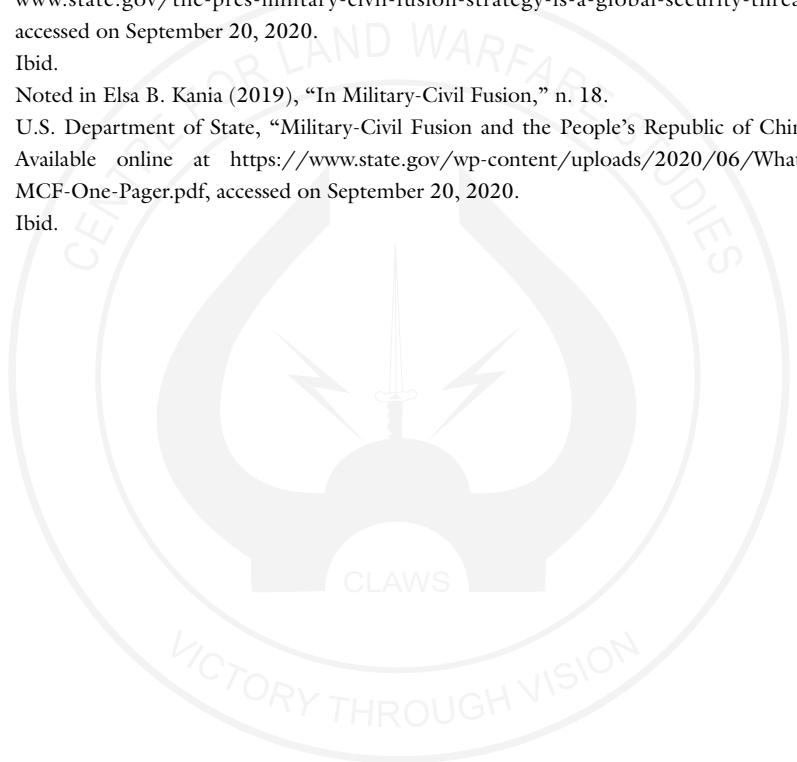 www.state.gov/the-prcs-military-civil-fusion-strategy-is-a-global-security-threa
accessed on September 20, 2020.
Ibid.
Noted in Elsa B. Kania (2019), “In Military-Civil Fusion,” n. 18.
U.S. Department of State, “Military-Civil Fusion and the People’s Republic of Chin
Available online at https://www.state.gov/wp-content/uploads/2020/06/What
MCF-One-Pager.pdf, accessed on September 20, 2020.
Ibid.
CENTRE FOR LAND WARFARE STUDIES
CLAWS
VICTORY THROUGH VISION